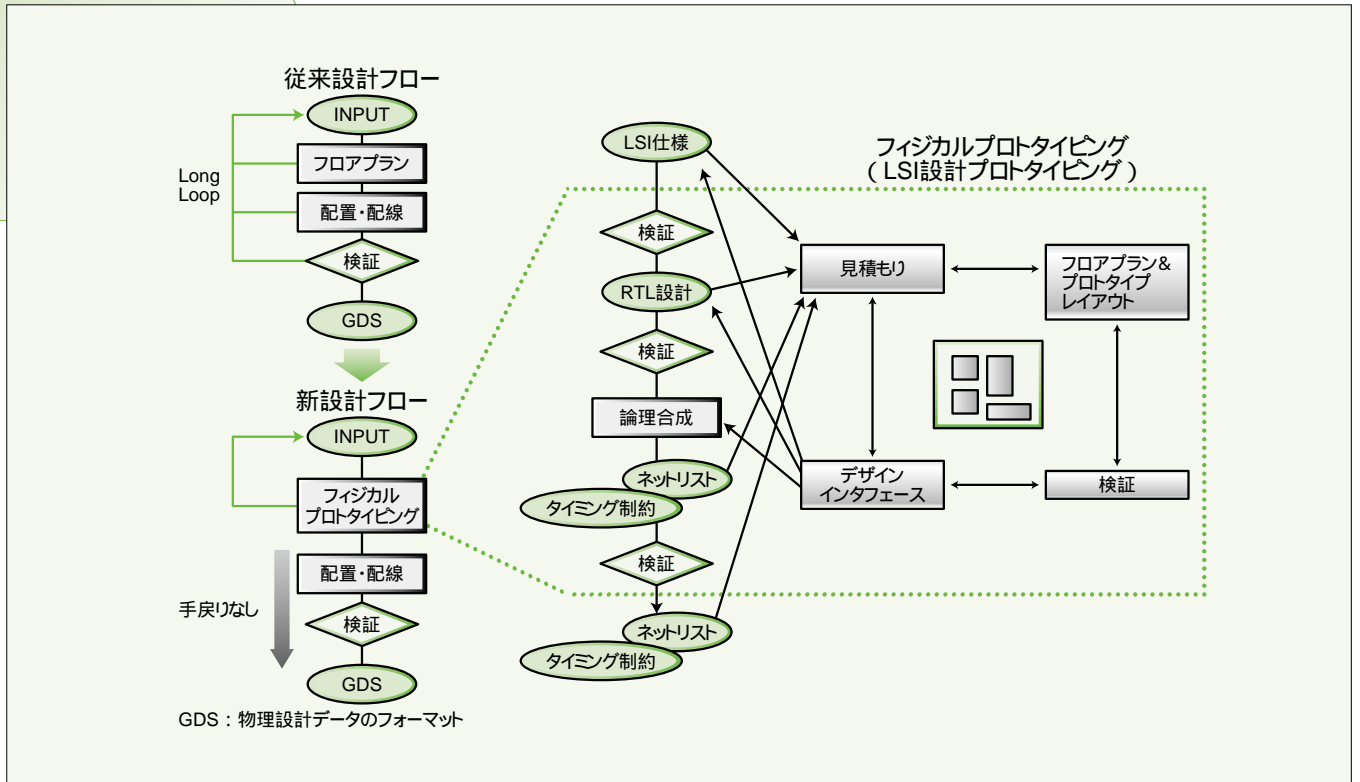 従来設計フロー
INPUT
フロアプラン
Long
Loop
配置・配線
検証
GDS
新設計フロー
INPUT
フィジカル
プロトタイピング
配置・配線
手戻りなし
検証
GDS
GDS:物理設計データのフォーマット
LSI仕様
検証
RTL設計
検証
論理合成
ネットリスト
タイミング制約
検証
ネットリスト
タイミング制約
フィジカルプロトタイピング
(LSI設計プロトタイピング)
見積もり
フロアプラン&
プロトタイプ
レイアウト
デザイン
インタフェース
検証